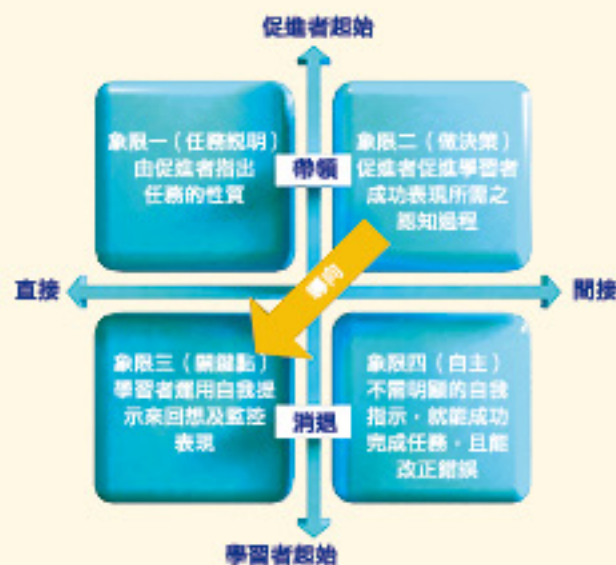 促進者起始
象限一（任務說明）
由促進者指出
任務的性質
帶領
象限二（做決策）
促進者促進學習者
成功表現所需之
認知過程
直接
導向
間接
象限三（關鍵點）
學習者運用自我提
示來回想及監控
表現
消退
象限四（自主）
不需明顯的自我
指示，就能成功
完成任務，且能
改正錯誤
學習者起始